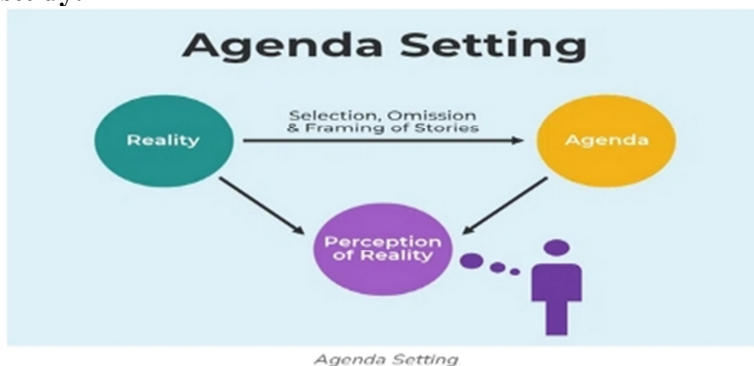 Agenda Setting
Selection, Omission
& Framing of Stories
Reality
Agenda
Perception
of Reality
Agenda Setting